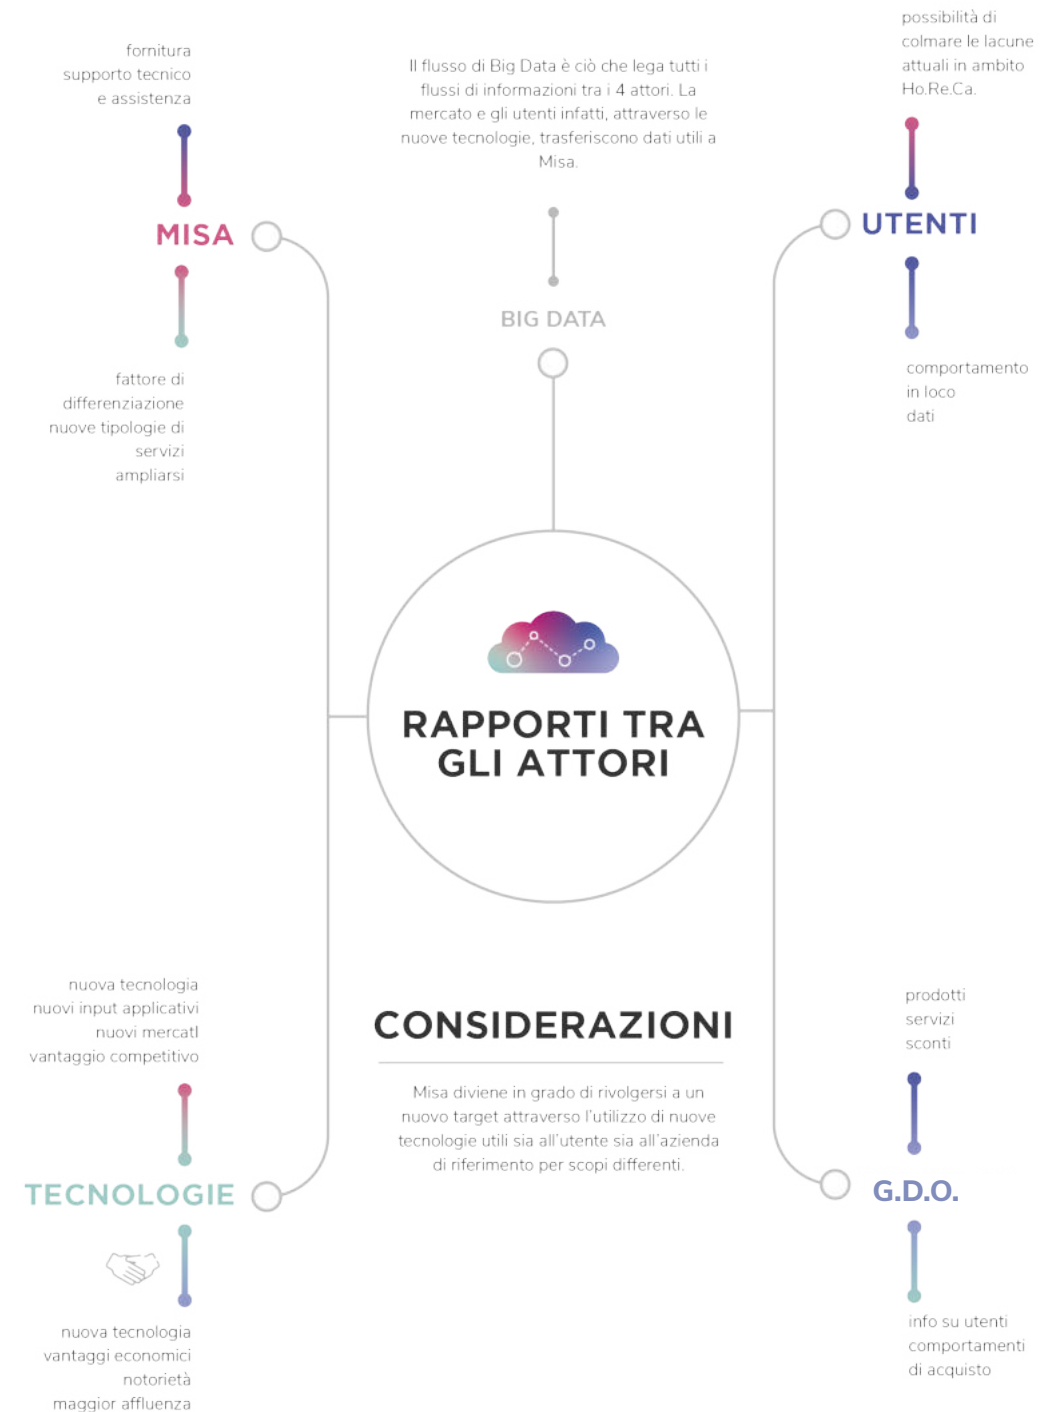 fornitura
supporto tecnico
e assistenza
MISA
fattore di
differenziazione
nuove tipologie di
servizi
ampliarsi
Il flusso di Big Data è ciò che lega tutti i
flussi di informazioni tra i 4 attori. La
mercato e gli utenti infatti, attraverso le
nuove tecnologie, trasferiscono dati utili a
Misa.
BIG DATA
possibilità di
colmare le lacune
attuali in ambito
Ho.Re.Ca.
UTENTI
comportamento
in loco
dati
RAPPORTI TRA
GLI ATTORI
nuova tecnologia
nuovi input applicativi
nuovi mercatI
vantaggio competitivo
TECNOLOGIE
nuova tecnologia
vantaggi economici
notorietà
maggior affluenza
CONSIDERAZIONI
Misa diviene in grado di rivolgersi a un
nuovo target attraverso l'utilizzo di nuove
tecnologie utili sia all'utente sia all'azienda
di riferimento per scopi differenti.
prodotti
servizi
sconti
G.D.O.
info su utenti
comportamenti
di acquisto